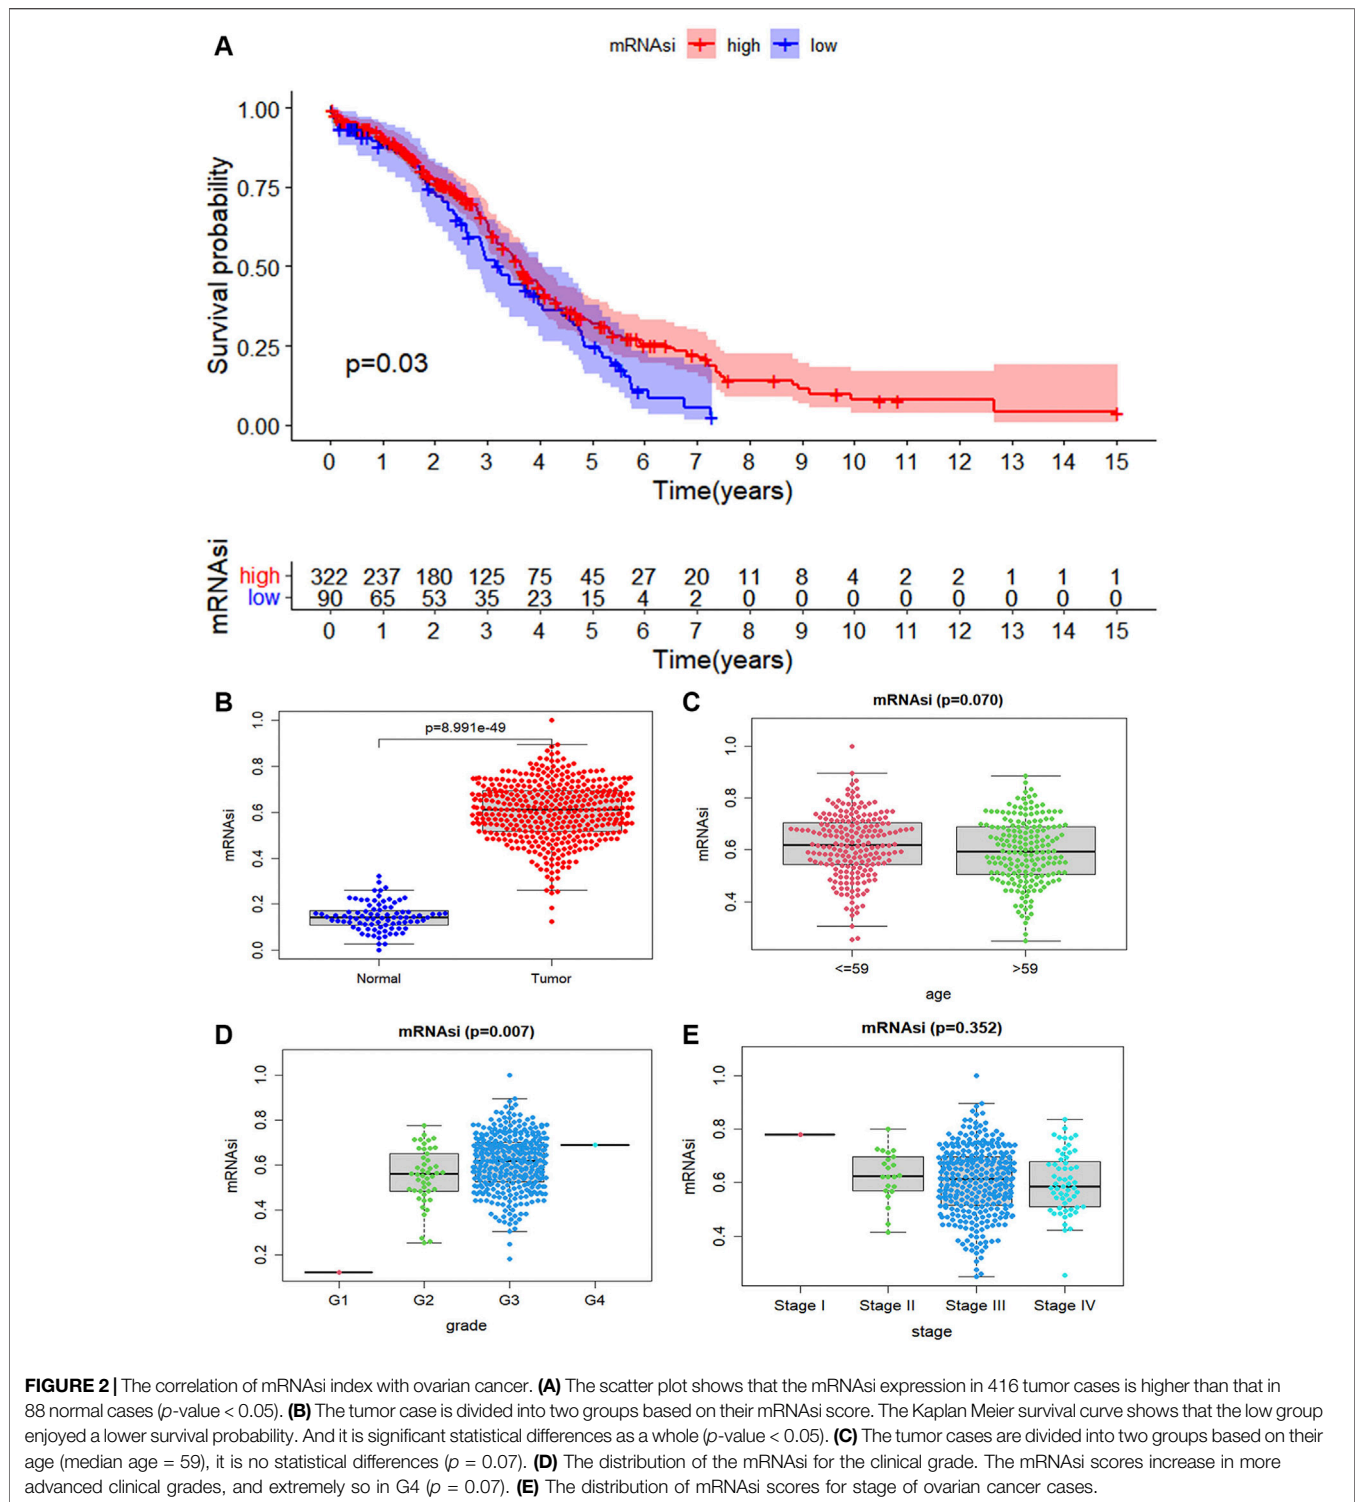 A
mRNAsi high low
1.00
0.75
0.50
0.25
0.00
Survival probability
p=0.03
0 1 2 3 4 5 6 7 8 9 10 11 12 13 14 15
Time(years)
mRNAsi
high 322 237 180 125 75 45 27 20 11 8 4 2 2 1 1 1
low 90 65 53 35 23 15 4 2 0 0 0 0 0 0 0 0
0 1 2 3 4 5 6 7 8 9 10 11 12 13 14 15
Time(years)
B
p=8.991e-49
1.0
0.8
0.6
0.4
0.2
0.0
mRNAsi
Normal Tumor
C
mRNAsi (p=0.070)
1.0
0.8
0.6
0.4
mRNAsi
<=59 >59
age
D
mRNAsi (p=0.007)
1.0
0.8
0.6
0.4
0.2
mRNAsi
G1 G2 G3 G4
grade
E
mRNAsi (p=0.352)
1.0
0.8
0.6
0.4
mRNAsi
Stage I Stage II Stage III Stage IV
stage
FIGURE 2 | The correlation of mRNAsi index with ovarian cancer. (A) The scatter plot shows that the mRNAsi expression in 416 tumor cases is higher than that in
88 normal cases (p-value < 0.05). (B) The tumor case is divided into two groups based on their mRNAsi score. The Kaplan Meier survival curve shows that the low group
enjoyed a lower survival probability. And it is significant statistical differences as a whole (p-value < 0.05). (C) The tumor cases are divided into two groups based on their
age (median age = 59), it is no statistical differences (p = 0.07). (D) The distribution of the mRNAsi for the clinical grade. The mRNAsi scores increase in more
advanced clinical grades, and extremely so in G4 (p = 0.07). (E) The distribution of mRNAsi scores for stage of ovarian cancer cases.